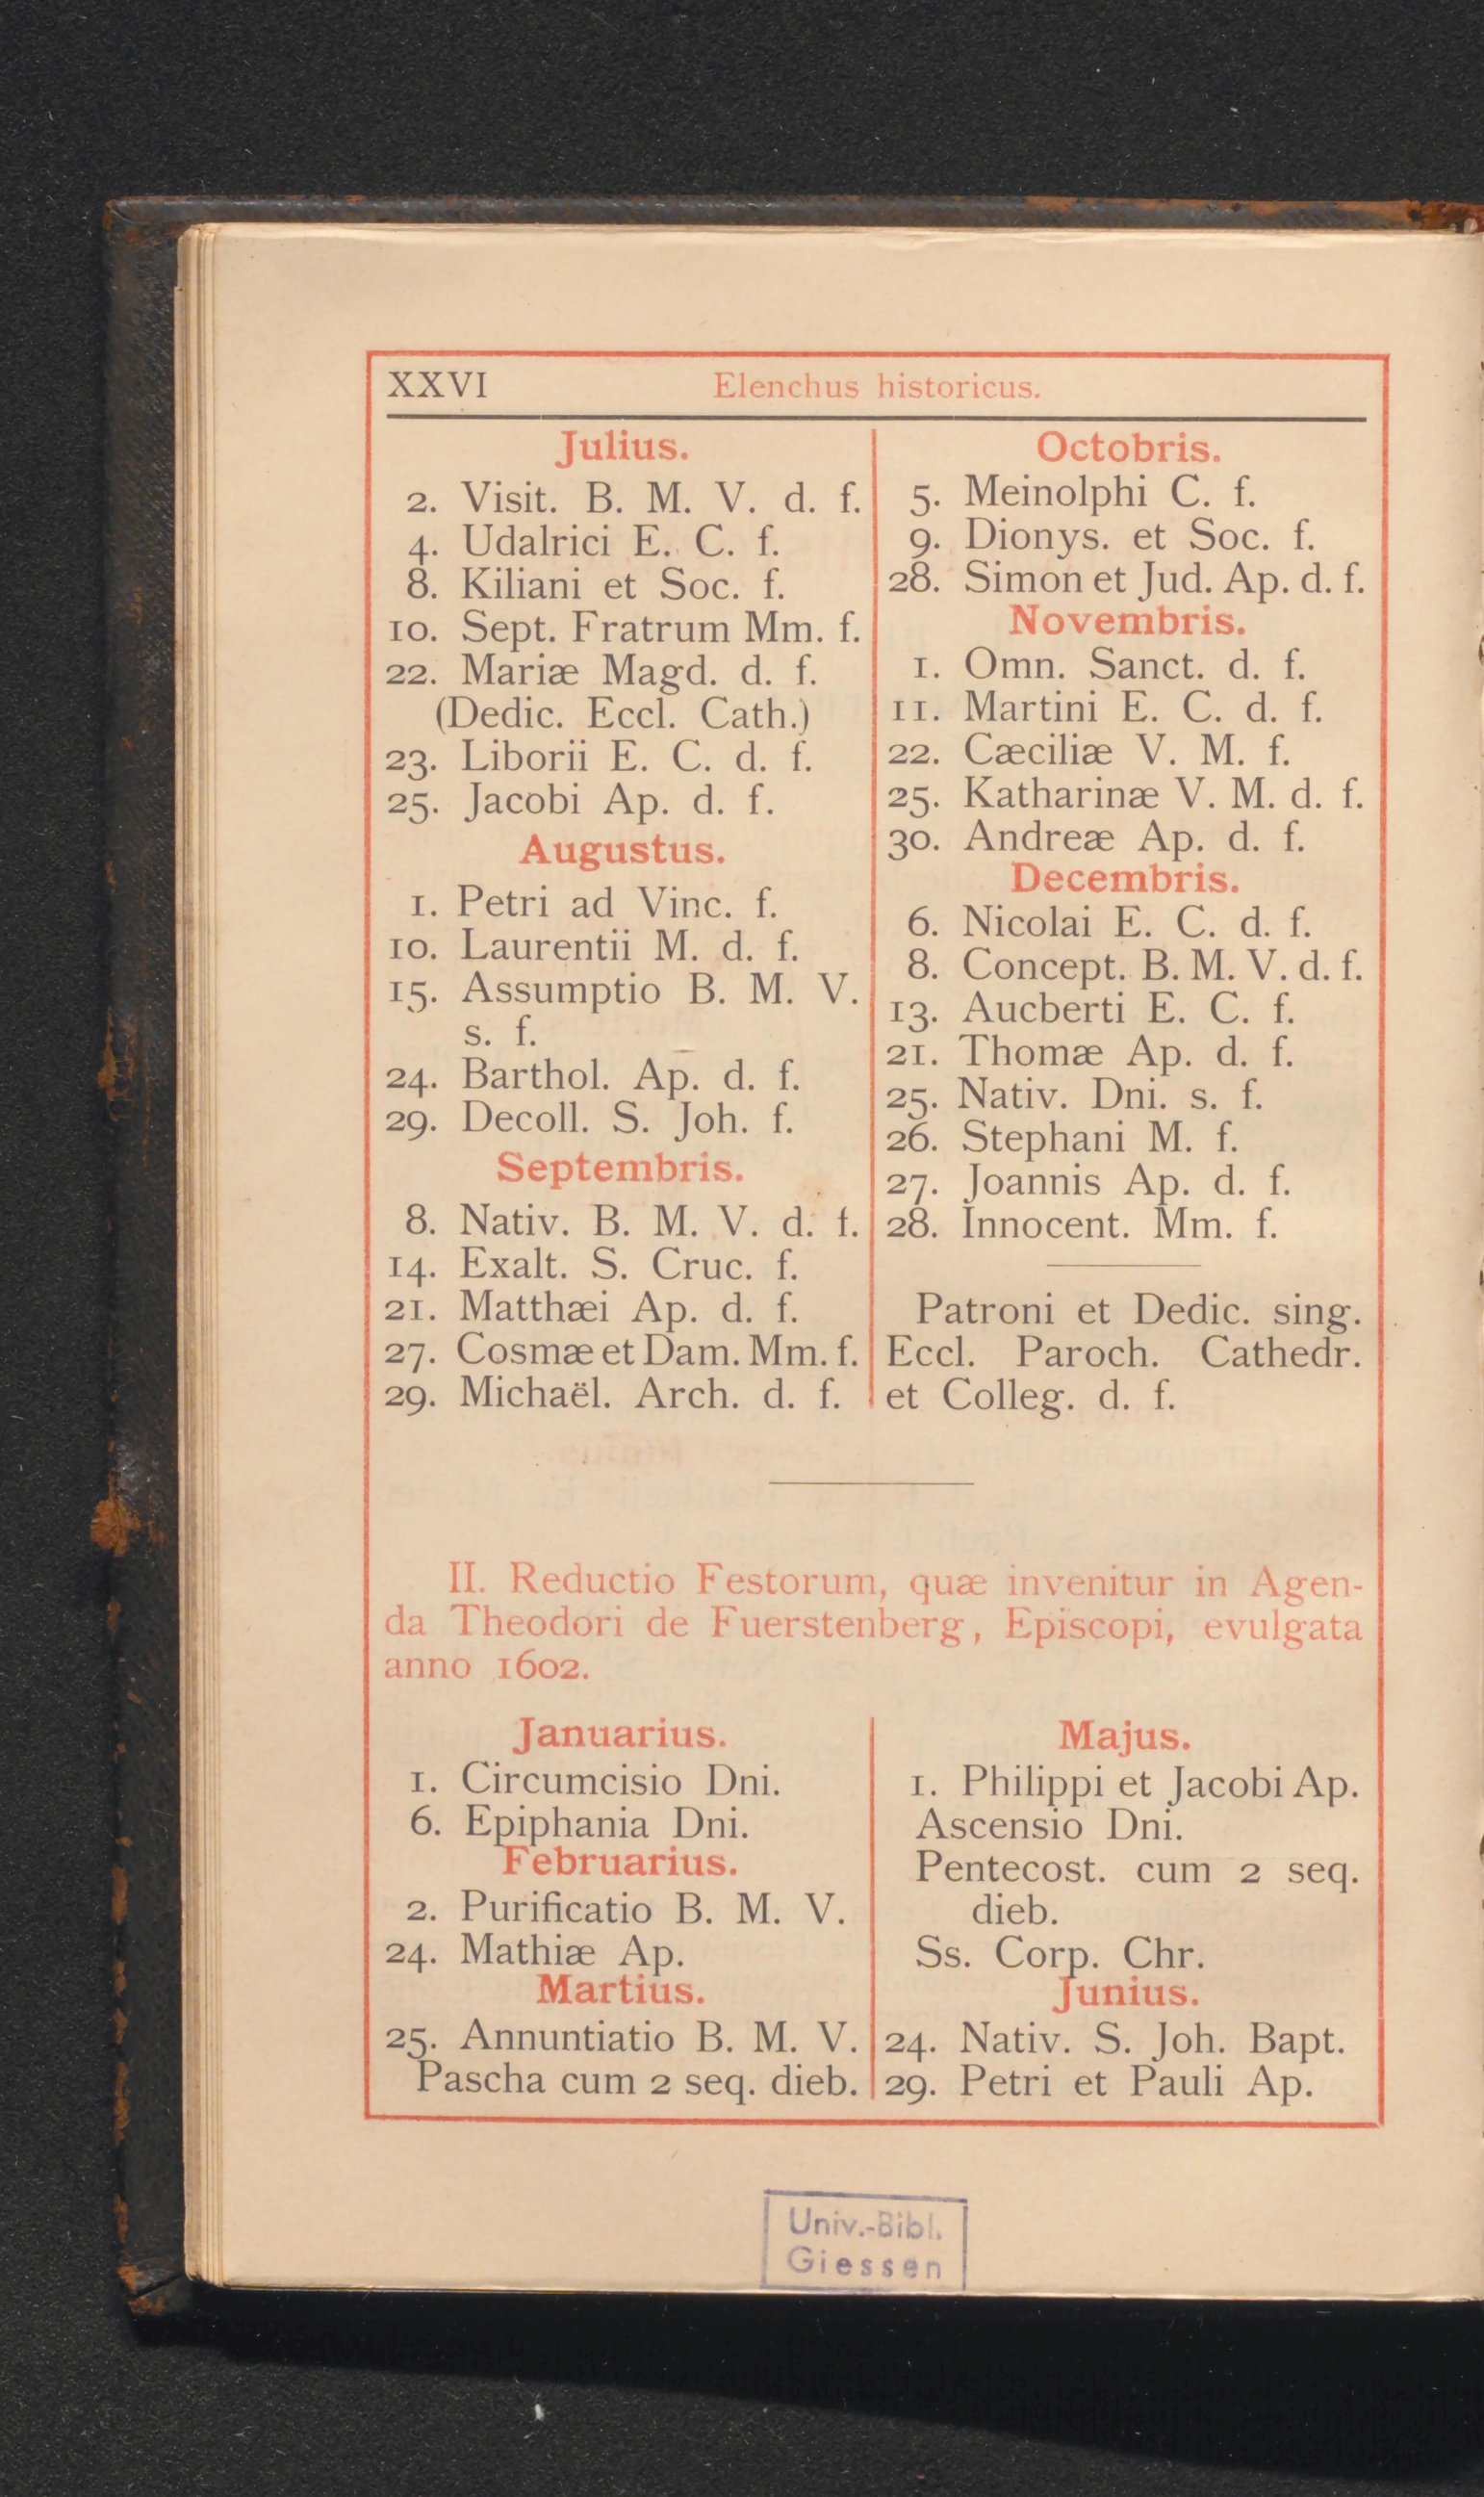 XXVI Elenchus historicus.
Julius.
2. Visit. B. M. V. d. f.
4. Udalrici E. C. f.
8. Kiliani et Soc. f.
10. Sept. Fratrum Mm. f.
22. Mariæ Magd. d. f.
(Dedic. Eccl. Cath.)
23. Liborii E. C. d. f.
25. Jacobi Ap. d. f.
Augustus.
1. Petri ad Vinc. f.
10. Laurentii M. d. f.
15. Assumptio B. M. V.
s. f.
24. Barthol. Ap. d. f.
29. Decoll. S. Joh. f.
Septembris.
8. Nativ. B. M. V. d. f.
14. Exalt. S. Cruc. f.
21. Matthæi Ap. d. f.
27. Cosmæ et Dam. Mm. f.
29. Michaël. Arch. d. f.
Octobris.
5. Meinolphi C. f.
9. Dionys. et Soc. f.
28. Simon et Jud. Ap. d. f.
Novembris.
1. Omn. Sanct. d. f.
11. Martini E. C. d. f.
22. Cæciliæ V. M. f.
25. Katharinæ V. M. d. f.
30. Andreæ Ap. d. f.
Decembris.
6. Nicolai E. C. d. f.
8. Concept. B. M. V. d. f.
13. Aucberti E. C. f.
21. Thomæ Ap. d. f.
25. Nativ. Dni. s. f.
26. Stephani M. f.
27. Joannis Ap. d. f.
28. Innocent. Mm. f.
Patroni et Dedic. sing.
Eccl. Paroch. Cathedr.
et Colleg. d. f.
II. Reductio Festorum, quæ invenitur in Agen-
da Theodori de Fuerstenberg, Episcopi, evulgata
anno 1602.
Januarius.
1. Circumcisio Dni.
6. Epiphania Dni.
Februarius.
2. Purificatio B. M. V.
24. Mathiæ Ap.
Martius.
25. Annuntiatio B. M. V.
Pascha cum 2 seq. dieb.
Majus.
1. Philippi et Jacobi Ap.
Ascensio Dni.
Pentecost. cum 2 seq.
dieb.
Ss. Corp. Chr.
Junius.
24. Nativ. S. Joh. Bapt.
29. Petri et Pauli Ap.
Univ.-Bibl.
Giessen